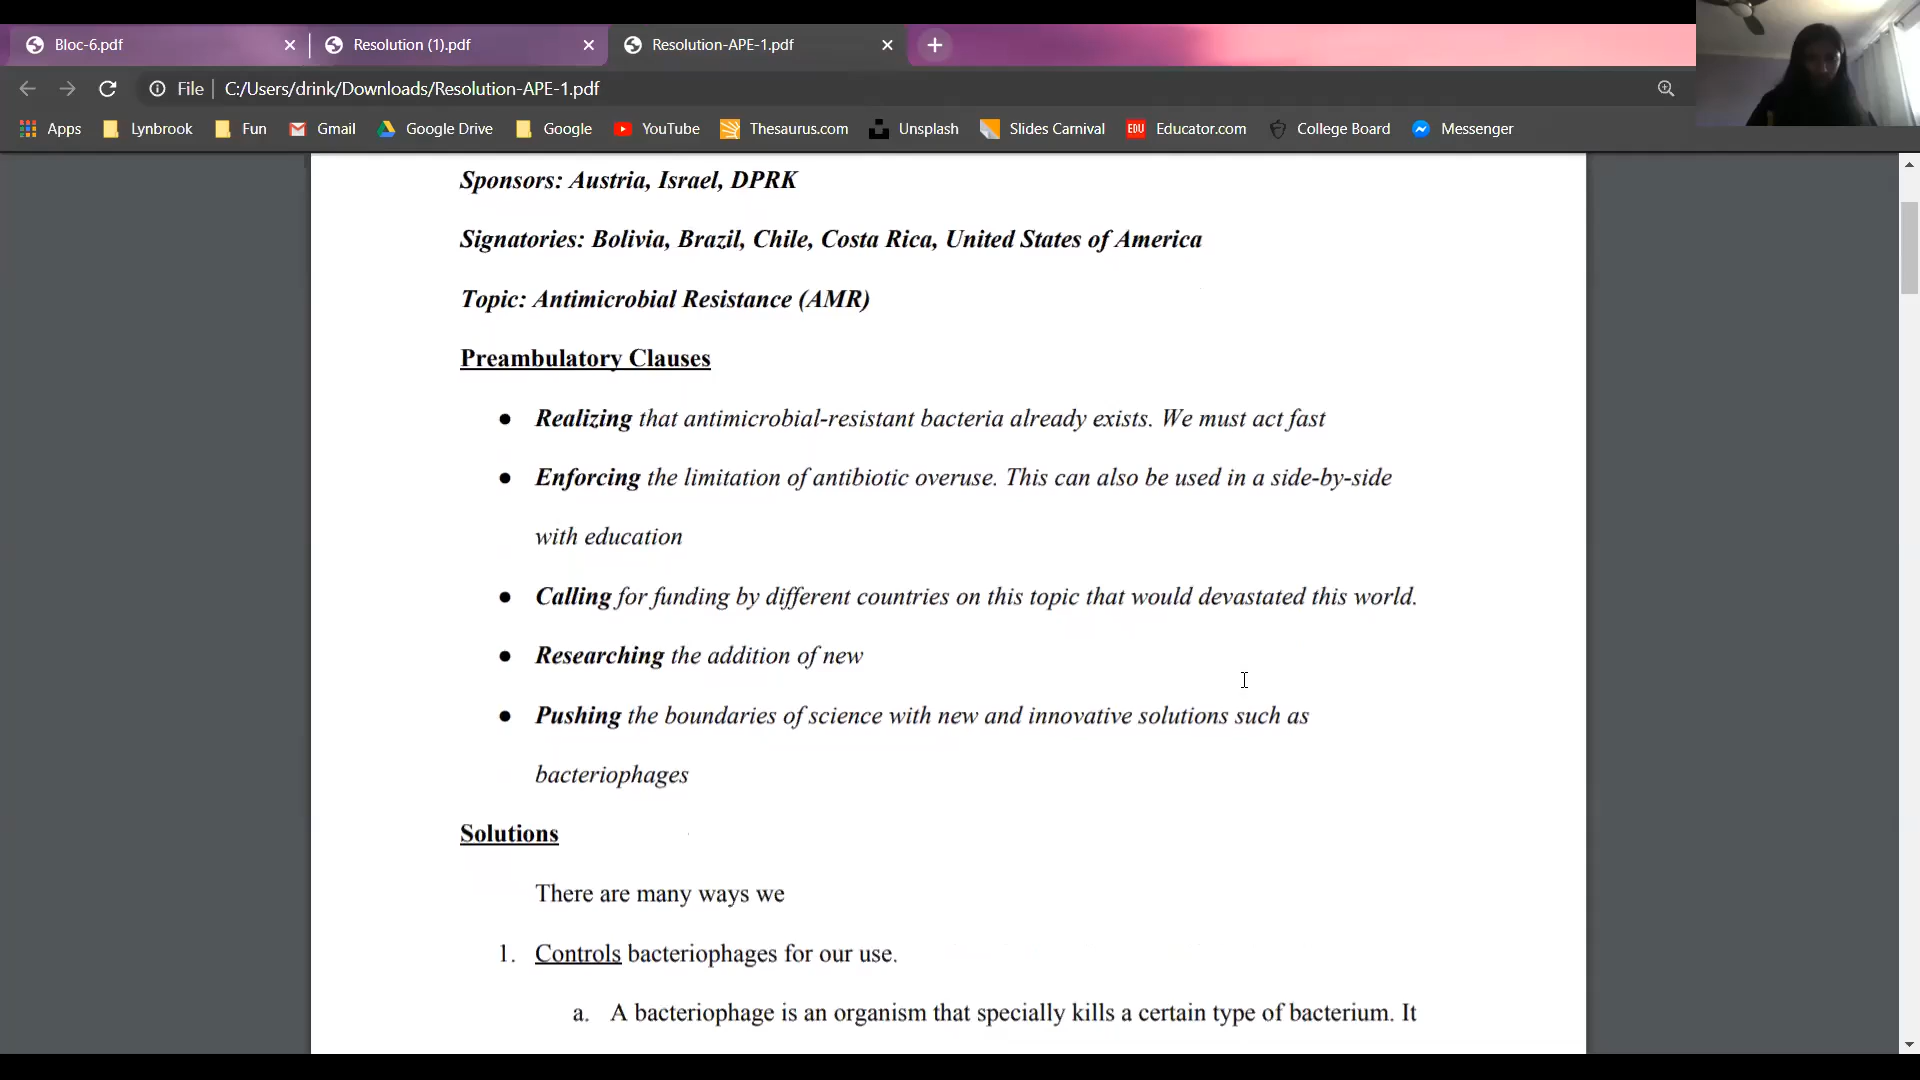 Bloc-6.pdf
Resolution (1).pdf
Resolution-APE-1.pdf
File
C:/Users/drink/Downloads/Resolution-APE-1.pdf
Apps
Lynbrook
Fun
Gmail
Google Drive
Google
YouTube
Thesaurus.com
Unsplash
Slides Carnival
EDU
Educator.com
College Board
Messenger
Sponsors: Austria, Israel, DPRK
Signatories: Bolivia, Brazil, Chile, Costa Rica, United States of America
Topic: Antimicrobial Resistance (AMR)
Preambulatory Clauses
● Realizing that antimicrobial-resistant bacteria already exists. We must act fast
● Enforcing the limitation of antibiotic overuse. This can also be used in a side-by-side
with education
● Calling for funding by different countries on this topic that would devastated this world.
● Researching the addition of new
● Pushing the boundaries of science with new and innovative solutions such as
bacteriophages
Solutions
There are many ways we
1. Controls bacteriophages for our use.
a. A bacteriophage is an organism that specially kills a certain type of bacterium. It